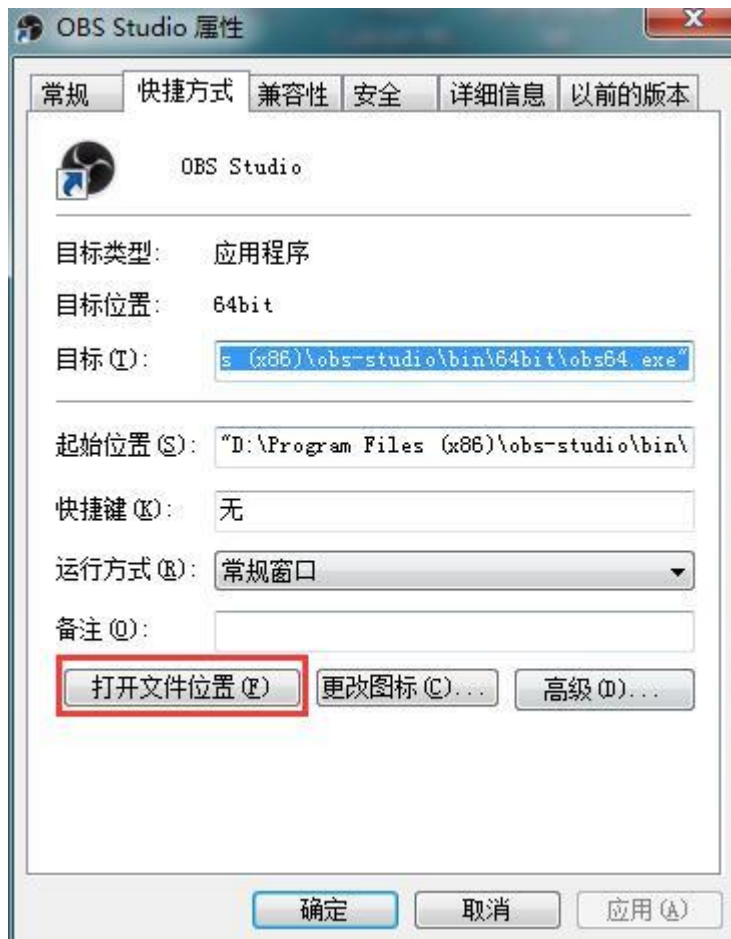 OBS Studio 属性
常规 快捷方式 兼容性 安全 详细信息 以前的版本
OBS Studio
目标类型: 应用程序
目标位置: 64bit
目标(T): s (x86)\obs-studio\bin\64bit\obs64.exe"
起始位置(S): "D:\Program Files (x86)\obs-studio\bin\
快捷键(K): 无
运行方式(R): 常规窗口
备注(O):
打开文件位置(F) 更改图标(C)... 高级(D)...
确定 取消 应用(A)